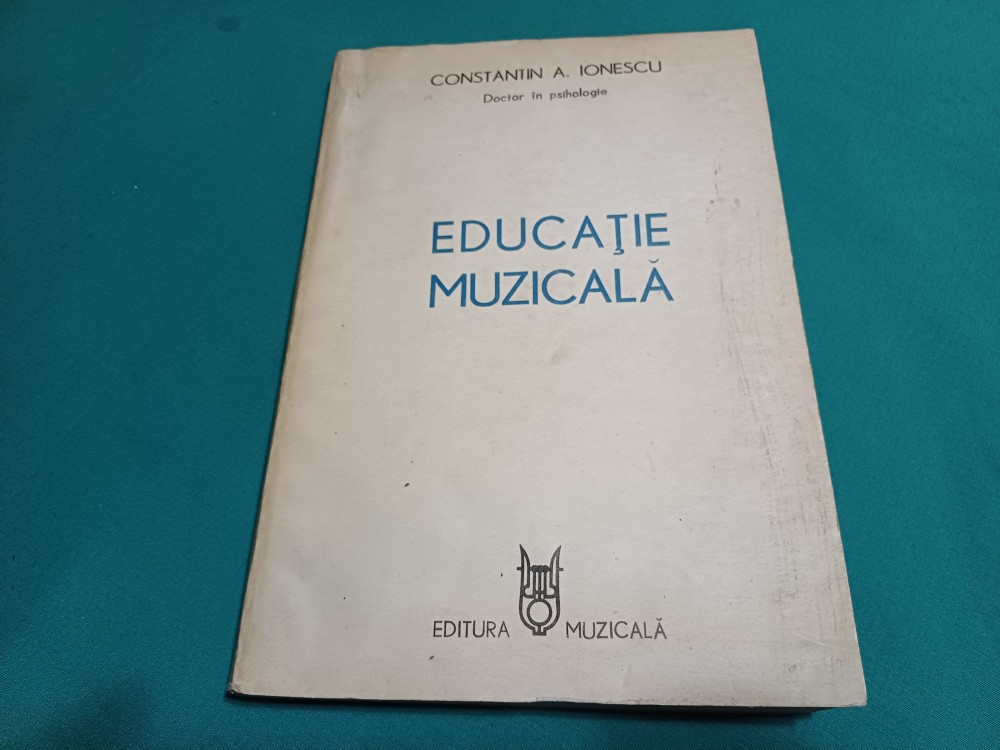 CONSTANTIN A. IONESCU
Doctor în psihologie
EDUCAŢIE
MUZICALĂ
EDITURA MUZICALĂ